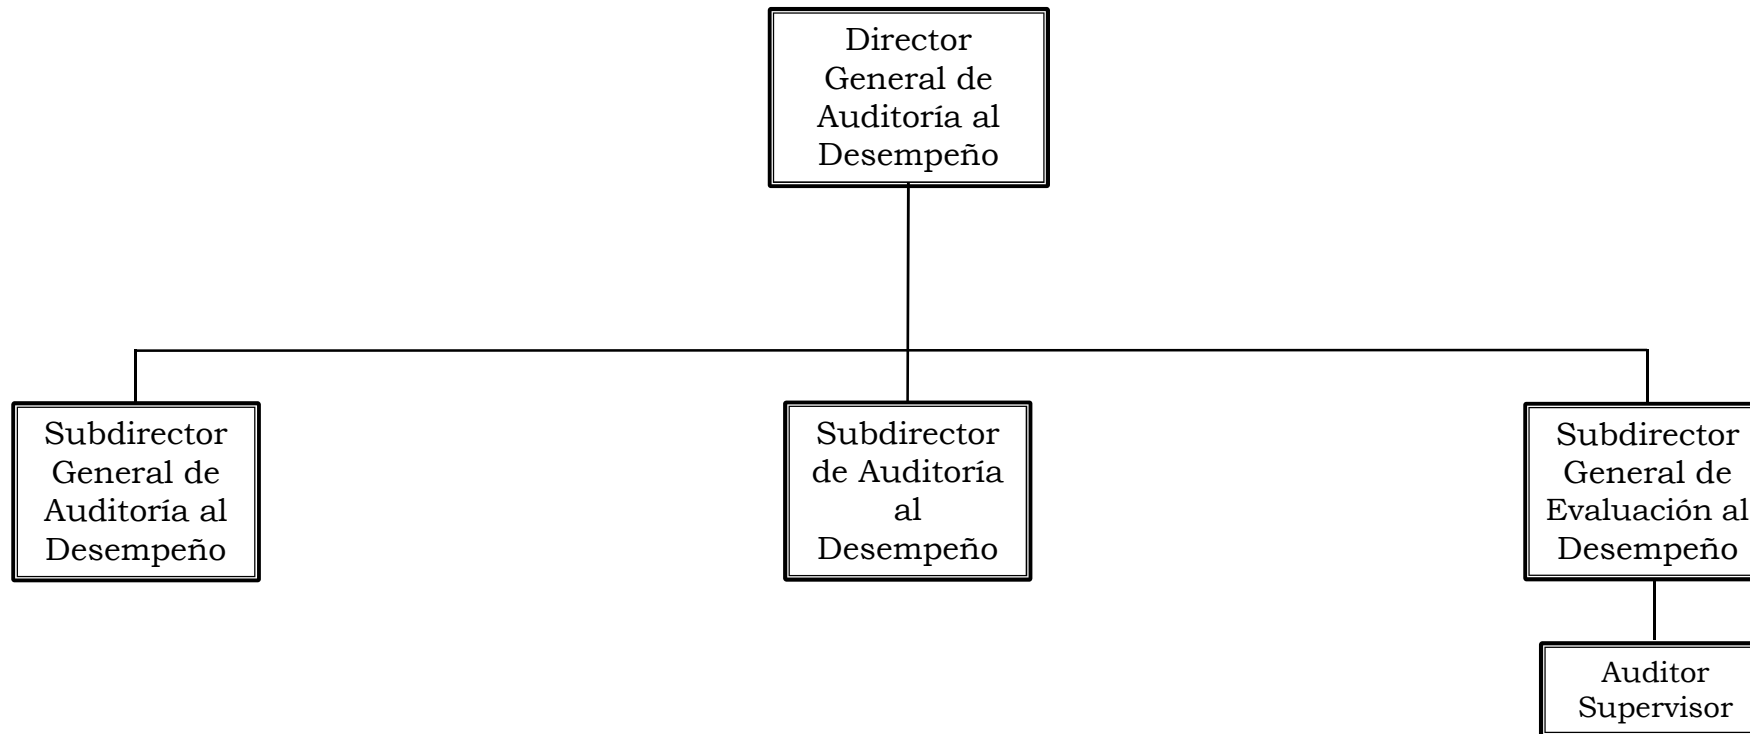 Director
General de
Auditoría al
Desempeño
Subdirector
General de
Auditoría al
Desempeño
Subdirector
de Auditoría
al
Desempeño
Subdirector
General de
Evaluación al
Desempeño
Auditor
Supervisor